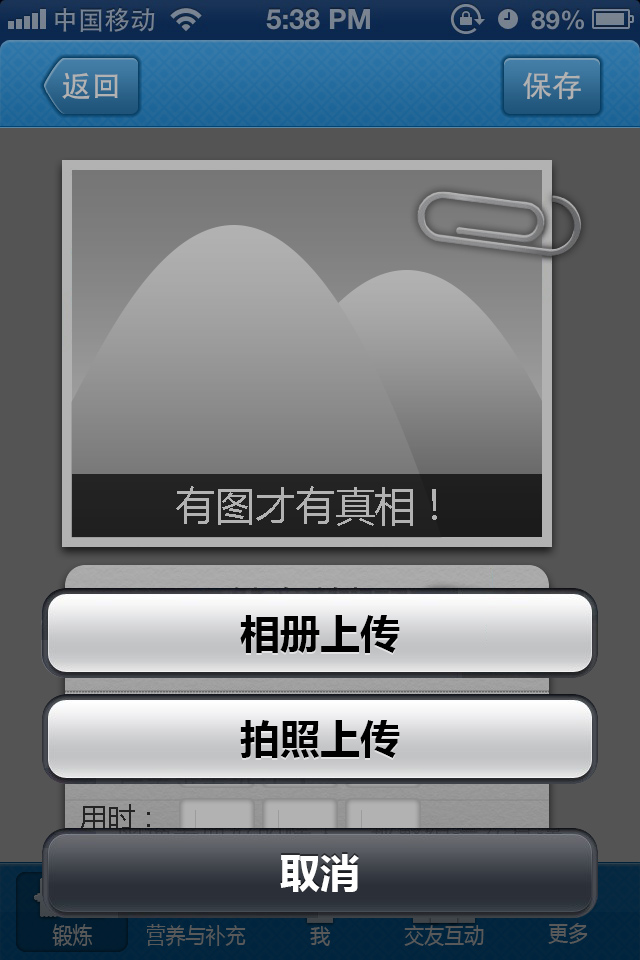 中国移动 5:38 PM 89%
返回 保存
有图才有真相！
相册上传
拍照上传
用时：
取消
锻炼 营养与补充 我 交友互动 更多